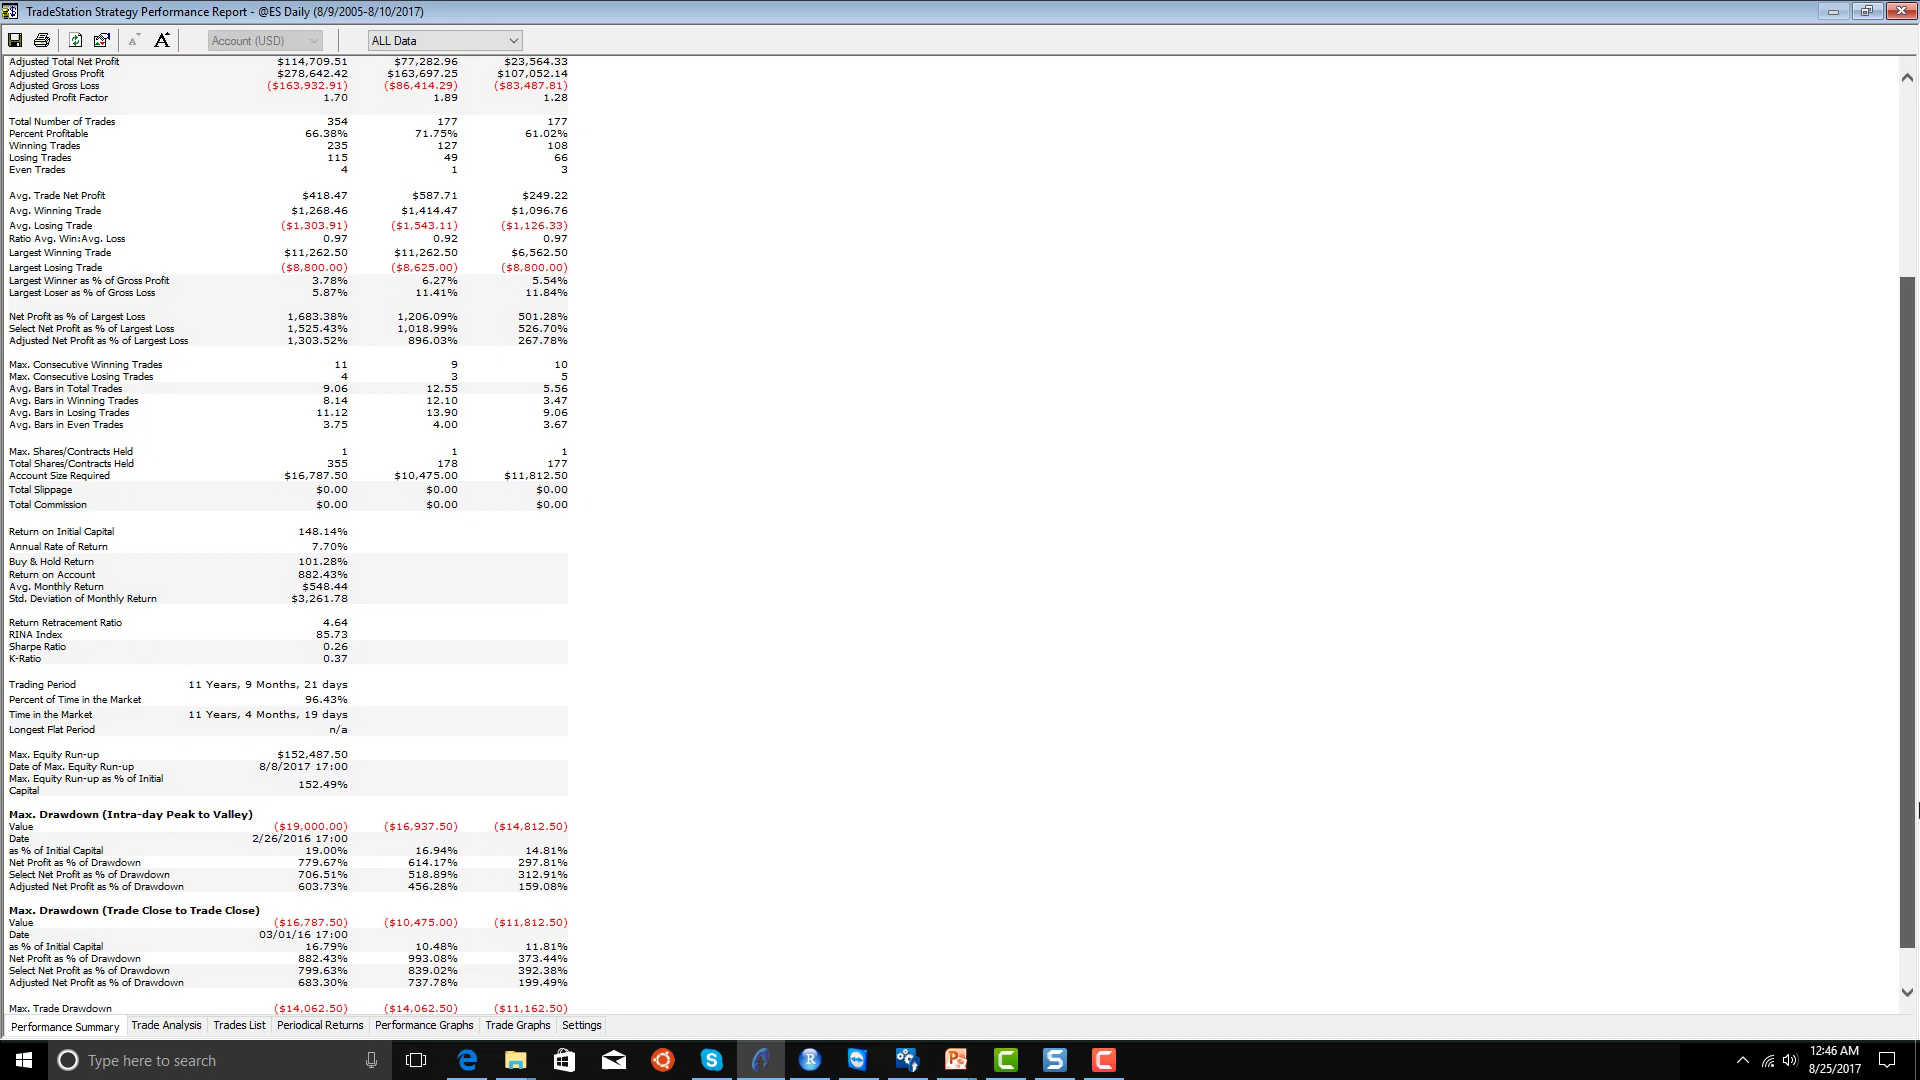 TradeStation Strategy Performance Report - @ES Daily (8/9/2005-8/10/2017)
Account (USD) ALL Data
Adjusted Total Net Profit $114,709.51 $77,282.96 $23,564.33
Adjusted Gross Profit $278,642.42 $163,697.25 $107,052.14
Adjusted Gross Loss ($163,932.91) ($86,414.29) ($83,487.81)
Adjusted Profit Factor 1.70 1.89 1.28
Total Number of Trades 354 177 177
Percent Profitable 66.38% 71.75% 61.02%
Winning Trades 235 127 108
Losing Trades 115 49 66
Even Trades 4 1 3
Avg. Trade Net Profit $418.47 $587.71 $249.22
Avg. Winning Trade $1,268.46 $1,414.47 $1,096.76
Avg. Losing Trade ($1,303.91) ($1,543.11) ($1,126.33)
Ratio Avg. Win:Avg. Loss 0.97 0.92 0.97
Largest Winning Trade $11,262.50 $11,262.50 $6,562.50
Largest Losing Trade ($8,800.00) ($8,625.00) ($8,800.00)
Largest Winner as % of Gross Profit 3.78% 6.27% 5.54%
Largest Loser as % of Gross Loss 5.87% 11.41% 11.84%
Net Profit as % of Largest Loss 1,683.38% 1,206.09% 501.28%
Select Net Profit as % of Largest Loss 1,525.43% 1,018.99% 526.70%
Adjusted Net Profit as % of Largest Loss 1,303.52% 896.03% 267.78%
Max. Consecutive Winning Trades 11 9 10
Max. Consecutive Losing Trades 4 3 5
Avg. Bars in Total Trades 9.06 12.55 5.56
Avg. Bars in Winning Trades 8.14 12.10 3.47
Avg. Bars in Losing Trades 11.12 13.90 9.06
Avg. Bars in Even Trades 3.75 4.00 3.67
Max. Shares/Contracts Held 1 1 1
Total Shares/Contracts Held 355 178 177
Account Size Required $16,787.50 $10,475.00 $11,812.50
Total Slippage $0.00 $0.00 $0.00
Total Commission $0.00 $0.00 $0.00
Return on Initial Capital 148.14%
Annual Rate of Return 7.70%
Buy & Hold Return 101.28%
Return on Account 882.43%
Avg. Monthly Return $548.44
Std. Deviation of Monthly Return $3,261.78
Return Retracement Ratio 4.64
RINA Index 85.73
Sharpe Ratio 0.26
K-Ratio 0.37
Trading Period 11 Years, 9 Months, 21 days
Percent of Time in the Market 96.43%
Time in the Market 11 Years, 4 Months, 19 days
Longest Flat Period n/a
Max. Equity Run-up $152,487.50
Date of Max. Equity Run-up 8/8/2017 17:00
Max. Equity Run-up as % of Initial
Capital 152.49%
Max. Drawdown (Intra-day Peak to Valley)
Value ($19,000.00) ($16,937.50) ($14,812.50)
Date 2/26/2016 17:00
as % of Initial Capital 19.00% 16.94% 14.81%
Net Profit as % of Drawdown 779.67% 614.17% 297.81%
Select Net Profit as % of Drawdown 706.51% 518.89% 312.91%
Adjusted Net Profit as % of Drawdown 603.73% 456.28% 159.08%
Max. Drawdown (Trade Close to Trade Close)
Value ($16,787.50) ($10,475.00) ($11,812.50)
Date 03/01/16 17:00
as % of Initial Capital 16.79% 10.48% 11.81%
Net Profit as % of Drawdown 882.43% 993.08% 373.44%
Select Net Profit as % of Drawdown 799.63% 839.02% 392.38%
Adjusted Net Profit as % of Drawdown 683.30% 737.78% 199.49%
Max. Trade Drawdown ($14,062.50) ($14,062.50) ($11,162.50)
Performance Summary Trade Analysis Trades List Periodical Returns Performance Graphs Trade Graphs Settings
Type here to search
12:46 AM
8/25/2017